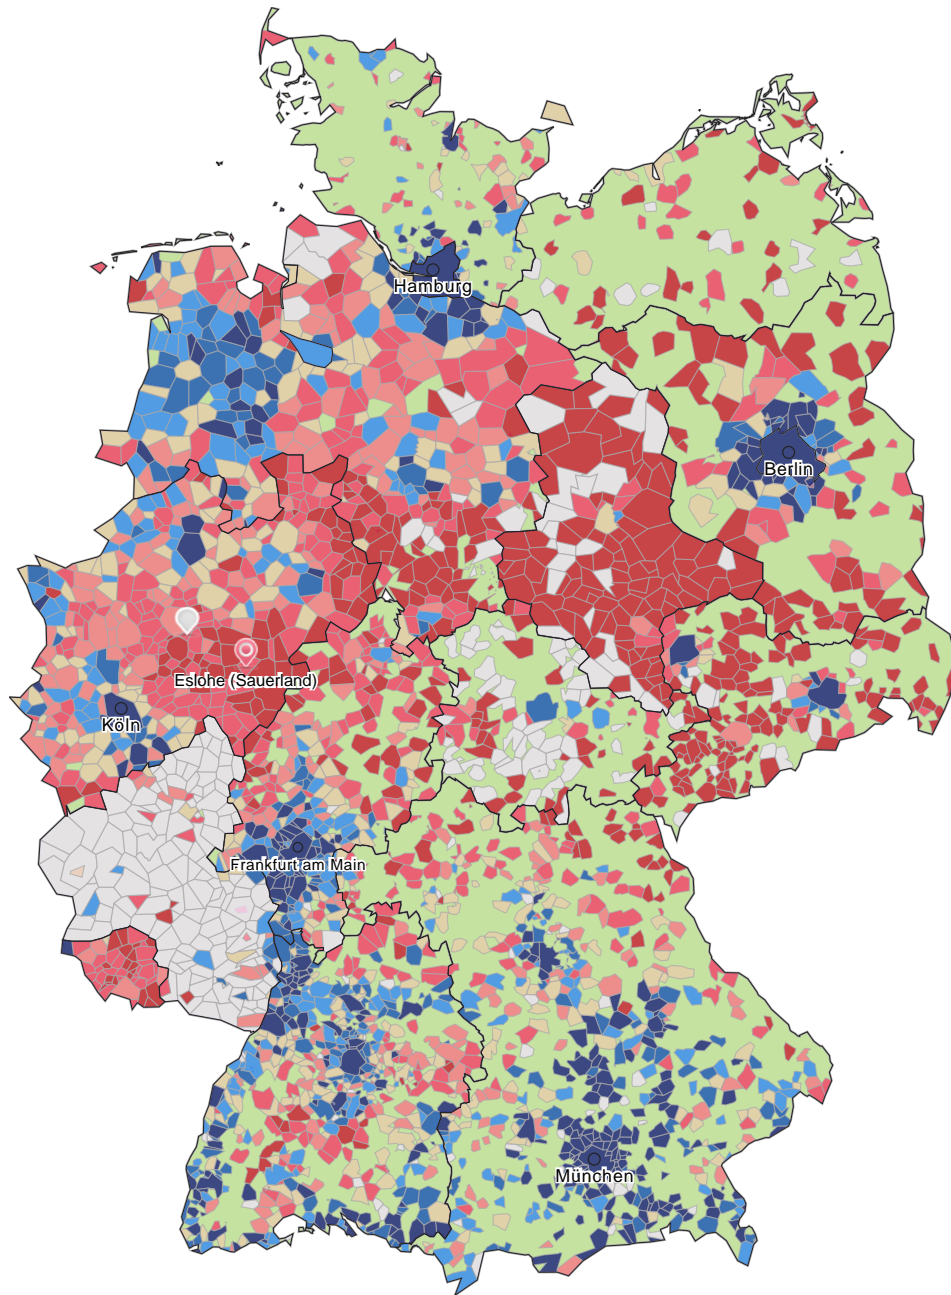 Hamburg
Berlin
Eslohe (Sauerland)
Köln
Frankfurt am Main
München